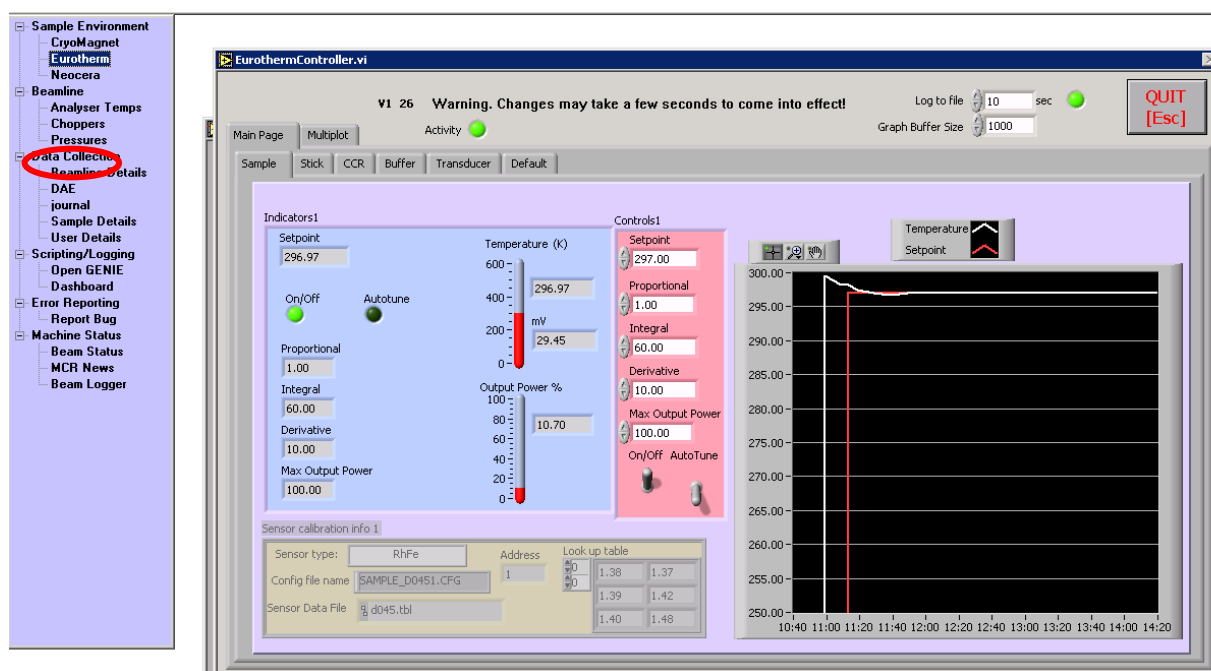 Sample Environment
CryoMagnet
Eurotherm
Neocera
Beamline
Analyser Temps
Choppers
Pressures
Data Collection
Beamline Details
DAE
journal
Sample Details
User Details
Scripting/Logging
Open GENIE
Dashboard
Error Reporting
Report Bug
Machine Status
Beam Status
MCR News
Beam Logger
EurothermController.vi
V1 26 Warning. Changes may take a few seconds to come into effect!
Log to file 10 sec
QUIT
[Esc]
Graph Buffer Size 1000
Activity
Main Page Multiplot
Sample Stick CCR Buffer Transducer Default
Indicators1
Setpoint
296.97
On/Off Autotune
Proportional
1.00
Integral
60.00
Derivative
10.00
Max Output Power
100.00
Temperature (K)
600
400
200
0
296.97
mV
29.45
Output Power %
100
80
60
40
20
0
10.70
Controls1
Setpoint
297.00
Proportional
1.00
Integral
60.00
Derivative
10.00
Max Output Power
100.00
On/Off AutoTune
Temperature
Setpoint
300.00
295.00
290.00
285.00
280.00
275.00
270.00
265.00
260.00
255.00
250.00
10:40 11:00 11:20 11:40 12:00 12:20 12:40 13:00 13:20 13:40 14:00 14:20
Sensor calibration info 1
Sensor type: RhFe
Config file name SAMPLE_D0451.CFG
Sensor Data File d045.tbl
Address
1
Look up table
0
0
1.38 1.37
1.39 1.42
1.40 1.48